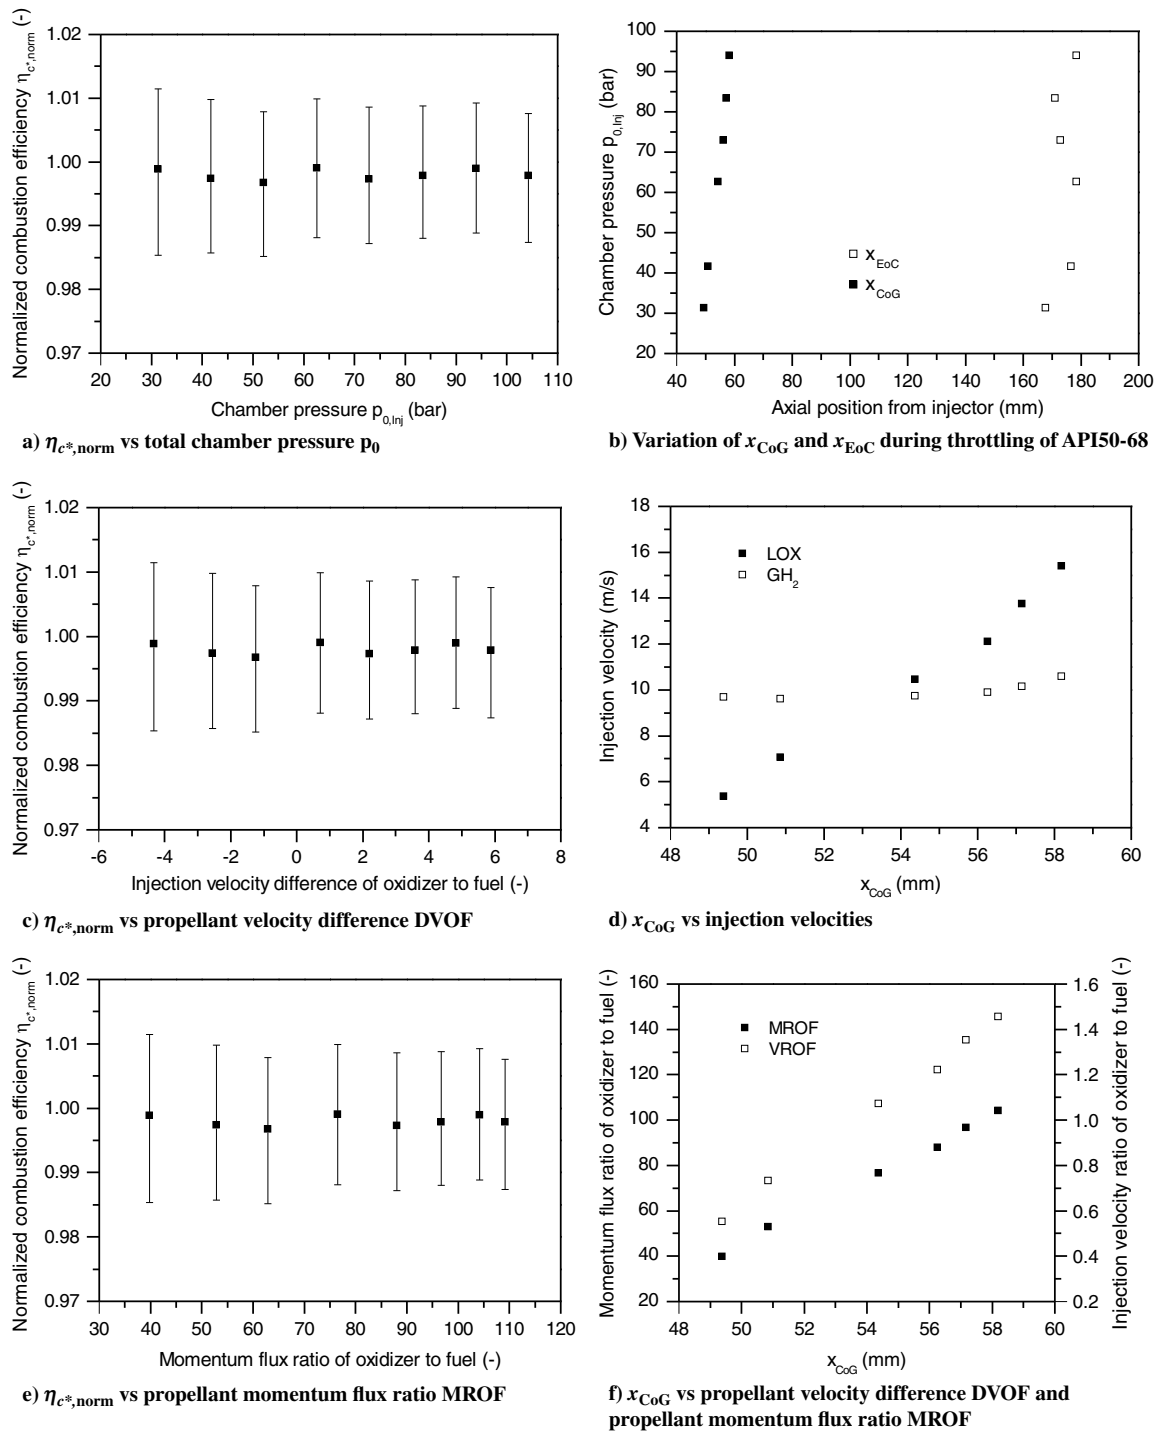 Normalized combustion efficiency η_c*,norm (-)
1.02
1.01
1.00
0.99
0.98
0.97
20 30 40 50 60 70 80 90 100 110
Chamber pressure p_0,Inj (bar)
a) η_c*,norm vs total chamber pressure p_0
Chamber pressure p_0,Inj (bar)
100
90
80
70
60
50
40
30
20
x_EoC
x_CoG
40 60 80 100 120 140 160 180 200
Axial position from injector (mm)
b) Variation of x_CoG and x_EoC during throttling of API50-68
Normalized combustion efficiency η_c*,norm (-)
1.02
1.01
1.00
0.99
0.98
0.97
-6 -4 -2 0 2 4 6 8
Injection velocity difference of oxidizer to fuel (-)
c) η_c*,norm vs propellant velocity difference DVOF
Injection velocity (m/s)
18
16
14
12
10
8
6
4
LOX
GH_2
48 50 52 54 56 58 60
x_CoG (mm)
d) x_CoG vs injection velocities
Normalized combustion efficiency η_c*,norm (-)
1.02
1.01
1.00
0.99
0.98
0.97
30 40 50 60 70 80 90 100 110 120
Momentum flux ratio of oxidizer to fuel (-)
e) η_c*,norm vs propellant momentum flux ratio MROF
Momentum flux ratio of oxidizer to fuel (-)
160
140
120
100
80
60
40
20
MROF
VROF
1.6
1.4
1.2
1.0
0.8
0.6
0.4
0.2
Injection velocity ratio of oxidizer to fuel (-)
48 50 52 54 56 58 60
x_CoG (mm)
f) x_CoG vs propellant velocity difference DVOF and
propellant momentum flux ratio MROF